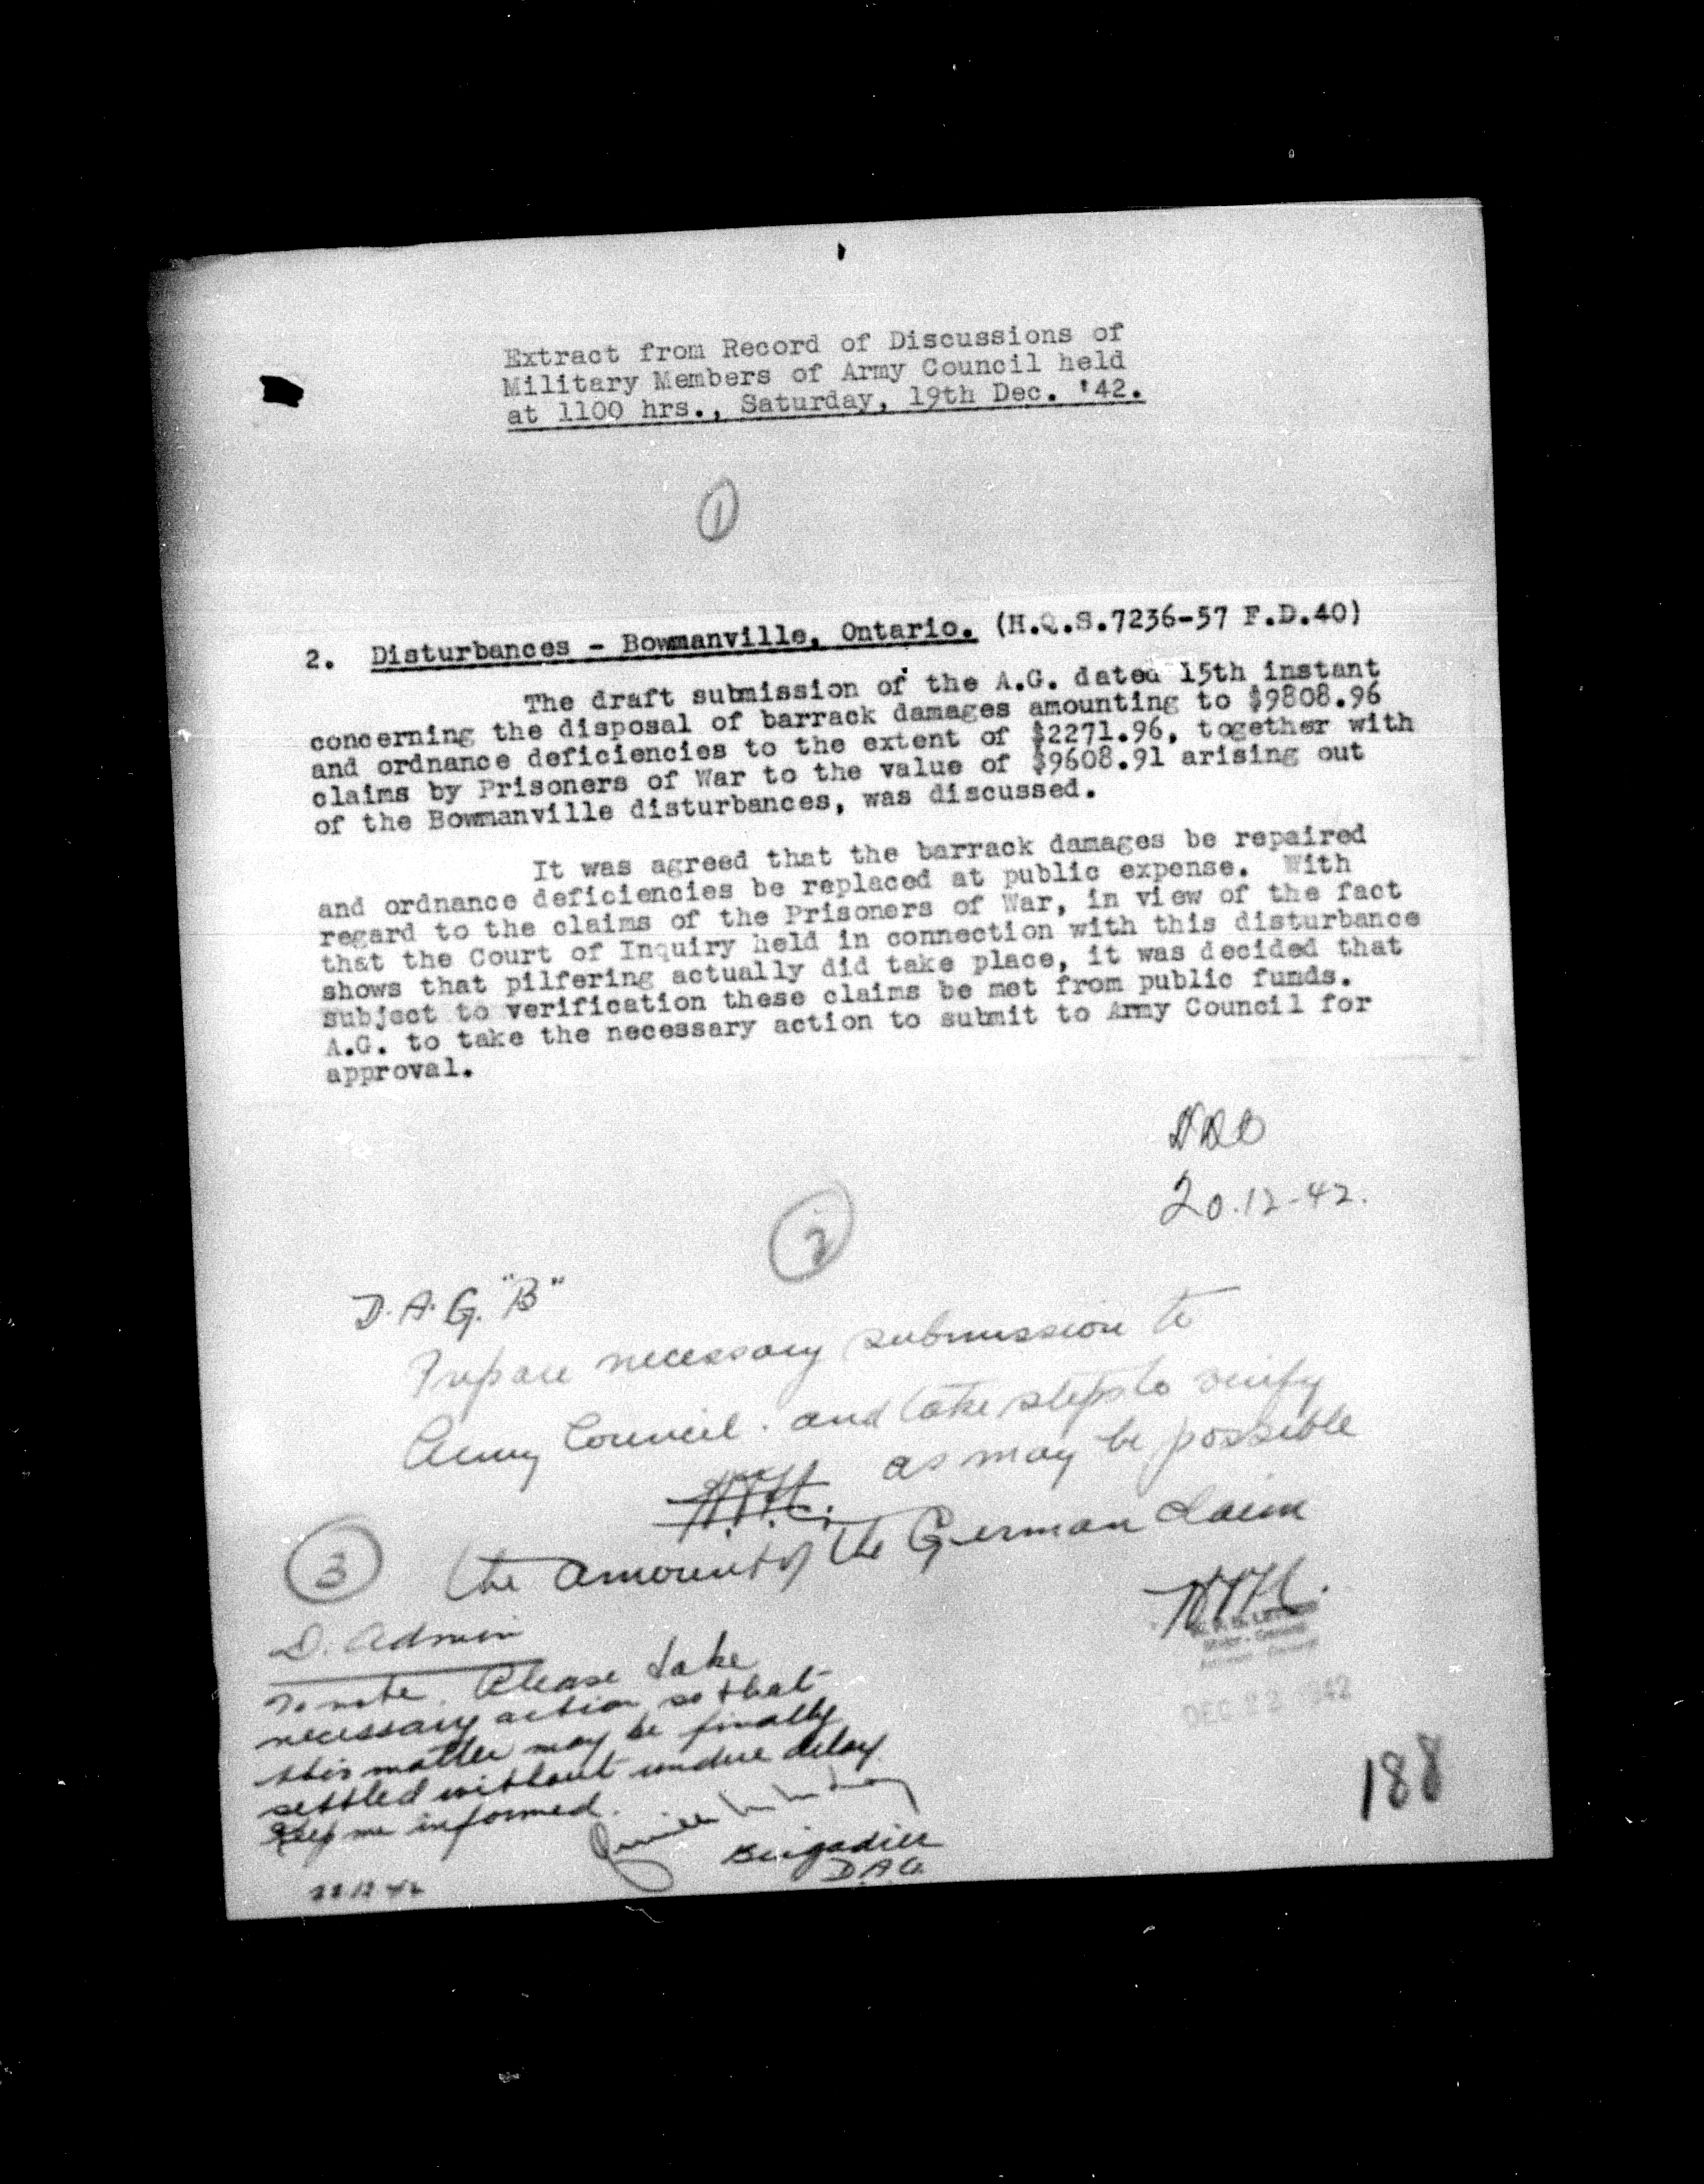 Extract from Record of Discussions of
Military Members of Army Council held
at 1100 hrs., Saturday, 19th Dec. '42.
1
2. Disturbances - Bowmanville, Ontario. (H.Q.S.7236-57 F.D.40)
The draft submission of the A.G. dated 15th instant
concerning the disposal of barrack damages amounting to $9808.96
and ordnance deficiencies to the extent of $2271.96, together with
claims by Prisoners of War to the value of $9608.91 arising out
of the Bowmanville disturbances, was discussed.
It was agreed that the barrack damages be repaired
and ordnance deficiencies be replaced at public expense. With
regard to the claims of the Prisoners of War, in view of the fact
that the Court of Inquiry held in connection with this disturbance
shows that pilfering actually did take place, it was decided that
subject to verification these claims be met from public funds.
A.G. to take the necessary action to submit to Army Council for
approval.
20.12-42.
2
D.A.G. "B"
Prepare necessary submission to
Army Council. and take steps to verify
as may be possible
the amount of the German claim
3
D. Admin
To note. Please take
necessary action so that
this matter may be finally
settled without undue delay.
Keep me informed.
Brigadier
D.A.G.
22.12.42
DEC 22 1942
188